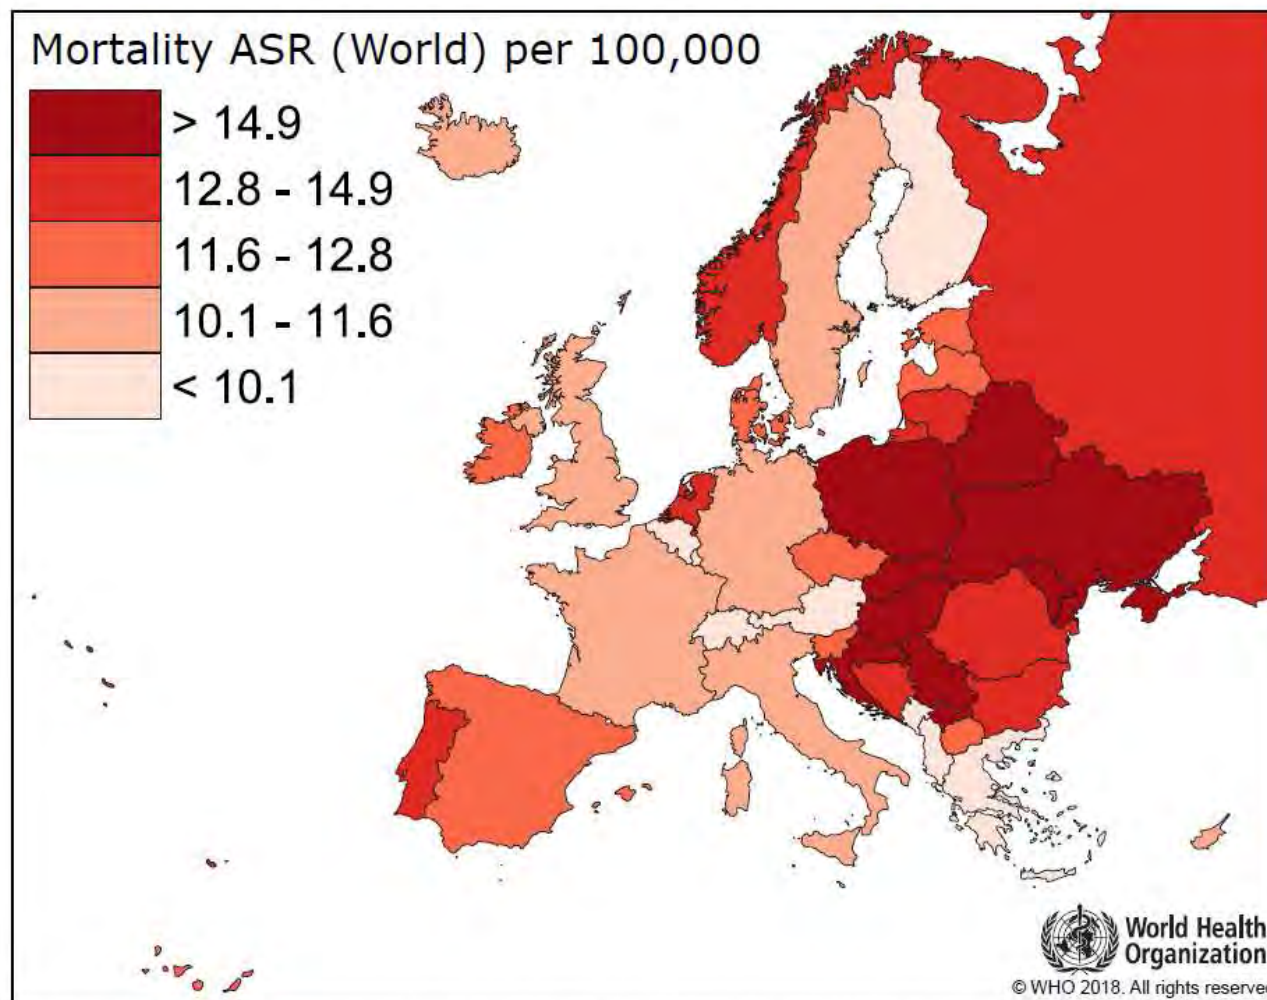 Mortality ASR (World) per 100,000
> 14.9
12.8 - 14.9
11.6 - 12.8
10.1 - 11.6
< 10.1
World Health
Organization
© WHO 2018. All rights reserved